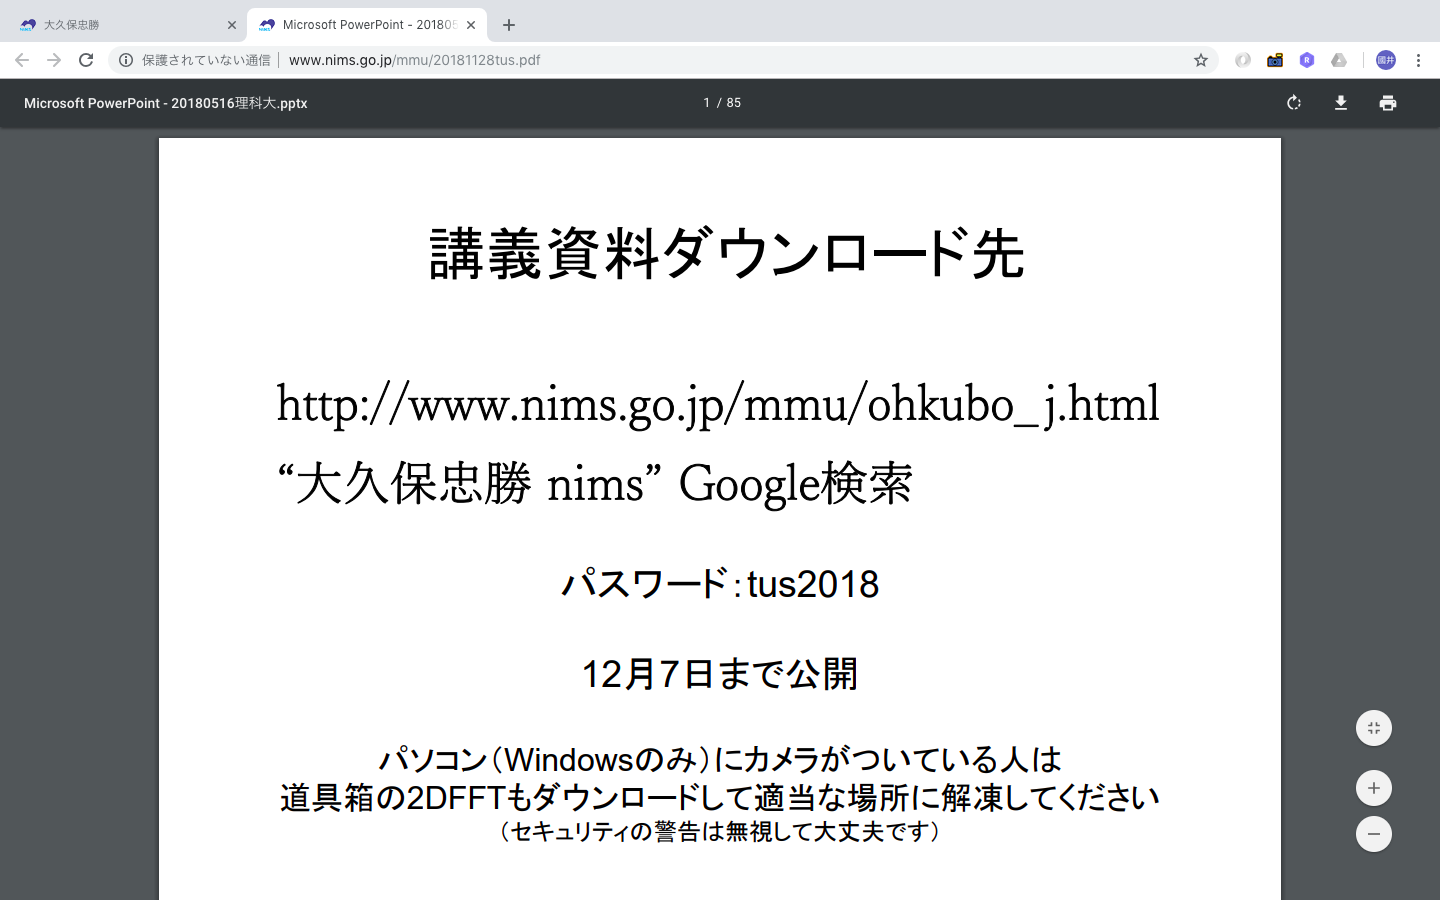 大久保忠勝
Microsoft PowerPoint - 201805
保護されていない通信
www.nims.go.jp/mmu/20181128tus.pdf
國井
Microsoft PowerPoint - 20180516理科大.pptx
1 / 85
講義資料ダウンロード先
http://www.nims.go.jp/mmu/ohkubo_j.html
“大久保忠勝 nims” Google検索
パスワード：tus2018
12月7日まで公開
パソコン（Windowsのみ）にカメラがついている人は
道具箱の2DFFTもダウンロードして適当な場所に解凍してください
（セキュリティの警告は無視して大丈夫です）